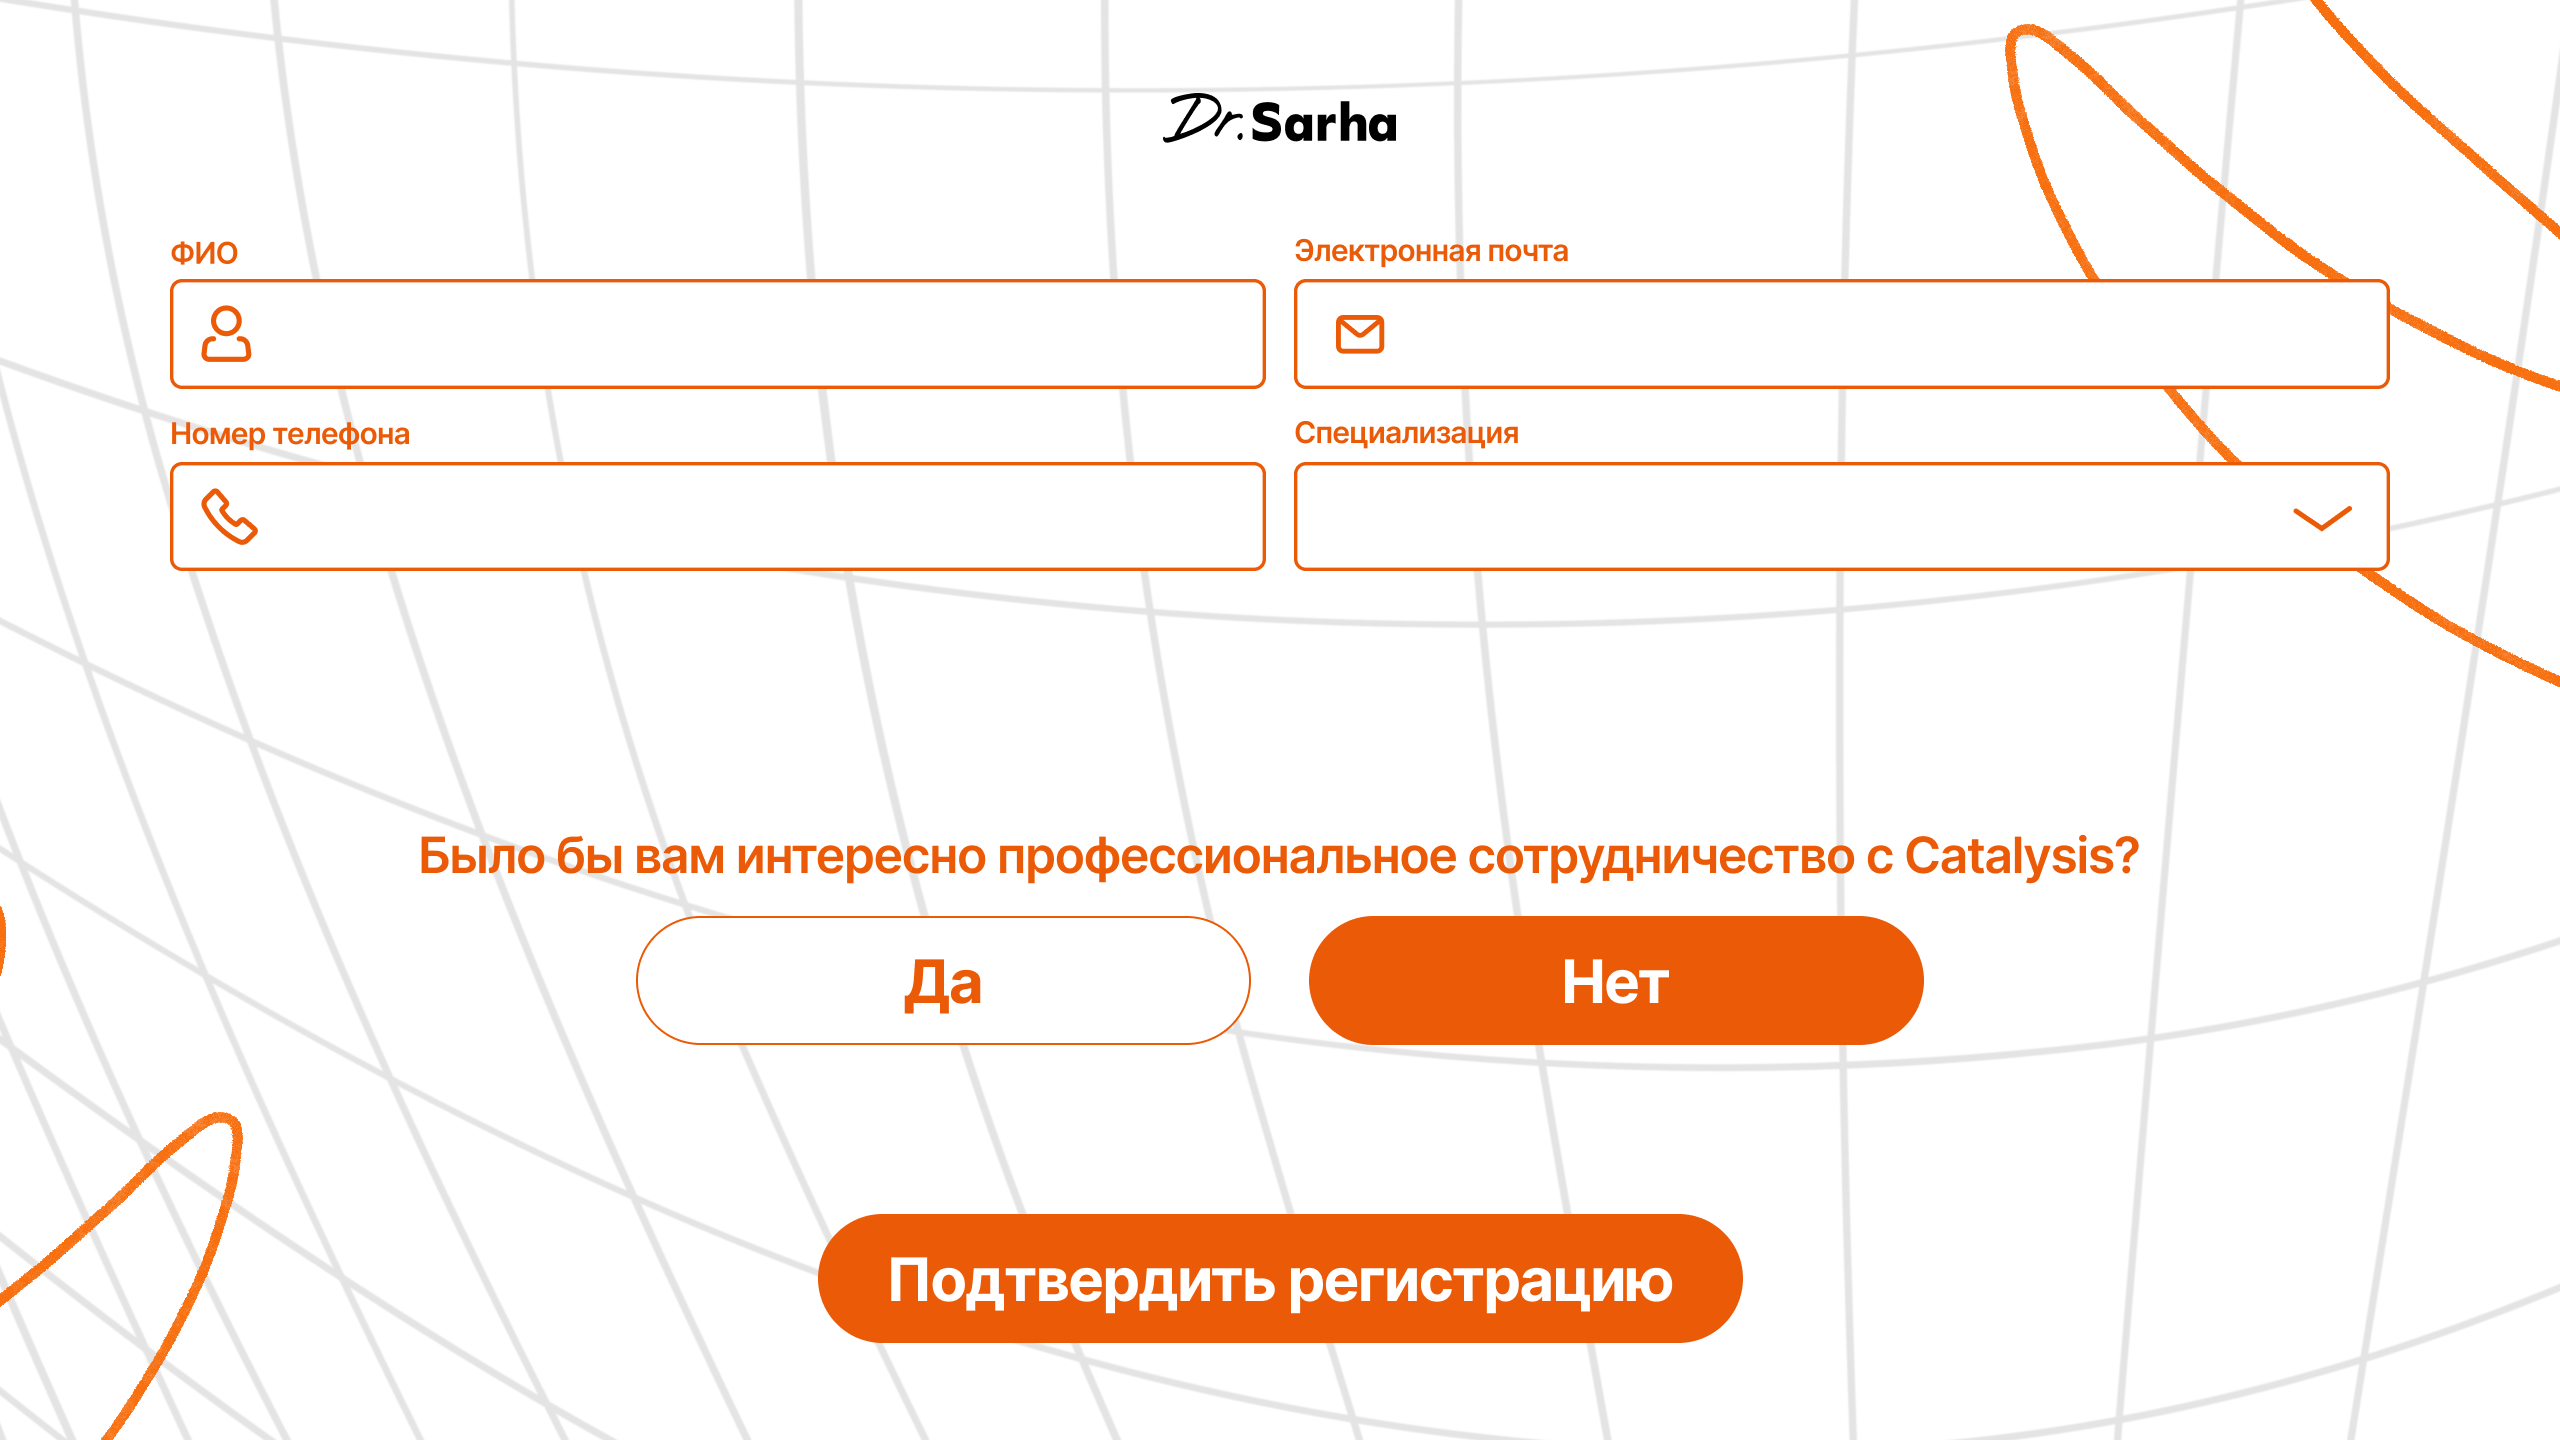 Dr. Sarha
ФИО
Электронная почта
Номер телефона
Специализация
Было бы вам интересно профессиональное сотрудничество с Catalysis?
Да
Нет
Подтвердить регистрацию